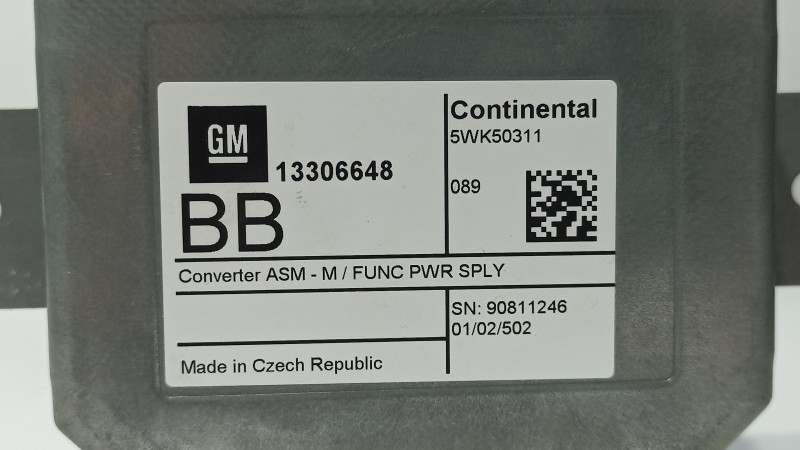 GM
13306648
BB
Continental
5WK50311
089
Converter ASM - M / FUNC PWR SPLY
SN: 90811246
01/02/502
Made in Czech Republic